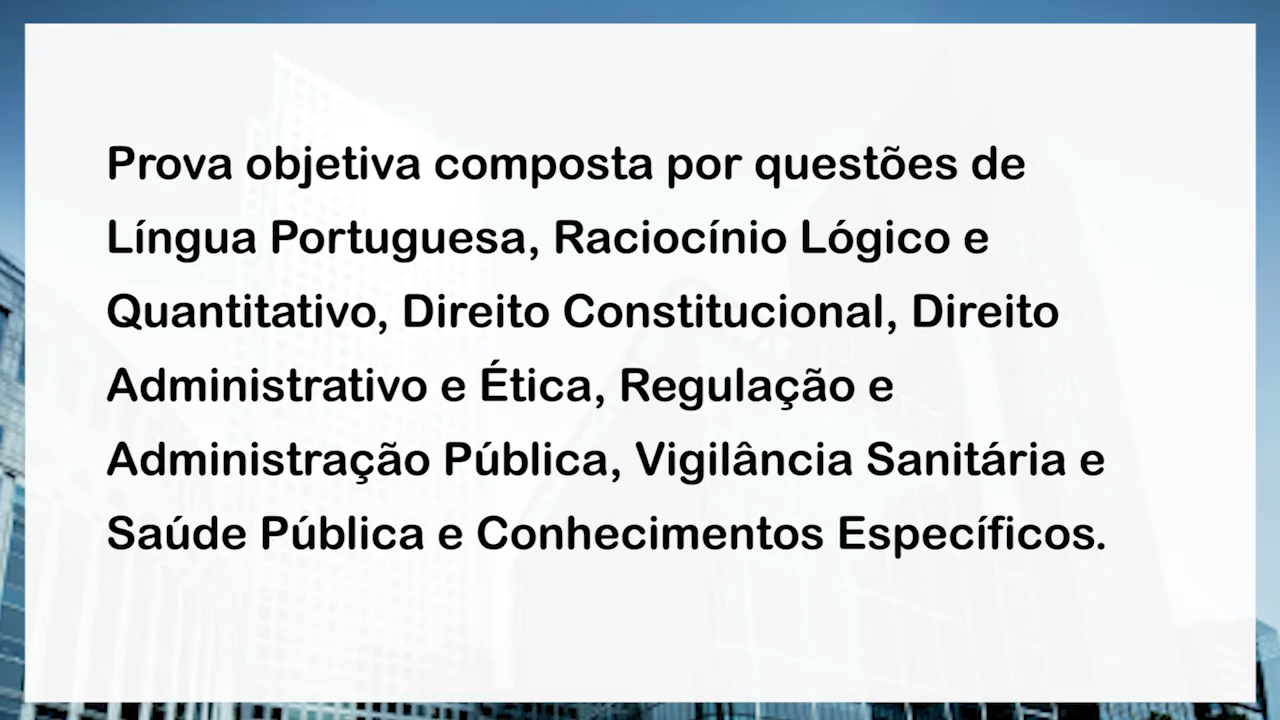 Prova objetiva composta por questões de
Língua Portuguesa, Raciocínio Lógico e
Quantitativo, Direito Constitucional, Direito
Administrativo e Ética, Regulação e
Administração Pública, Vigilância Sanitária e
Saúde Pública e Conhecimentos Específicos.